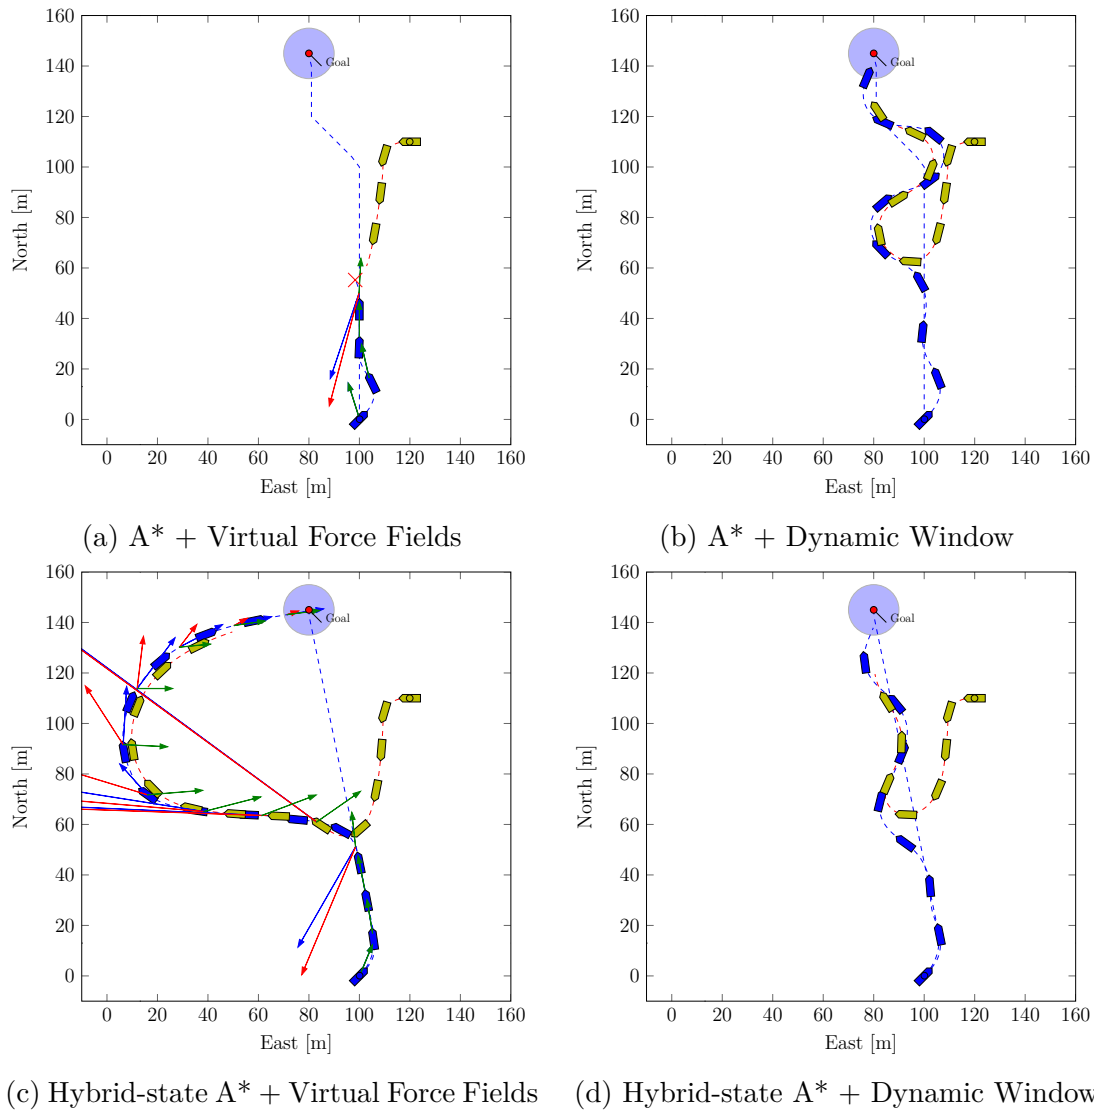 160
140
120
100
80
60
40
20
0
North [m]
Goal
0 20 40 60 80 100 120 140 160
East [m]
(a) A* + Virtual Force Fields
160
140
120
100
80
60
40
20
0
North [m]
Goal
0 20 40 60 80 100 120 140 160
East [m]
(b) A* + Dynamic Window
160
140
120
100
80
60
40
20
0
North [m]
Goal
0 20 40 60 80 100 120 140 160
East [m]
(c) Hybrid-state A* + Virtual Force Fields
160
140
120
100
80
60
40
20
0
North [m]
Goal
0 20 40 60 80 100 120 140 160
East [m]
(d) Hybrid-state A* + Dynamic Window